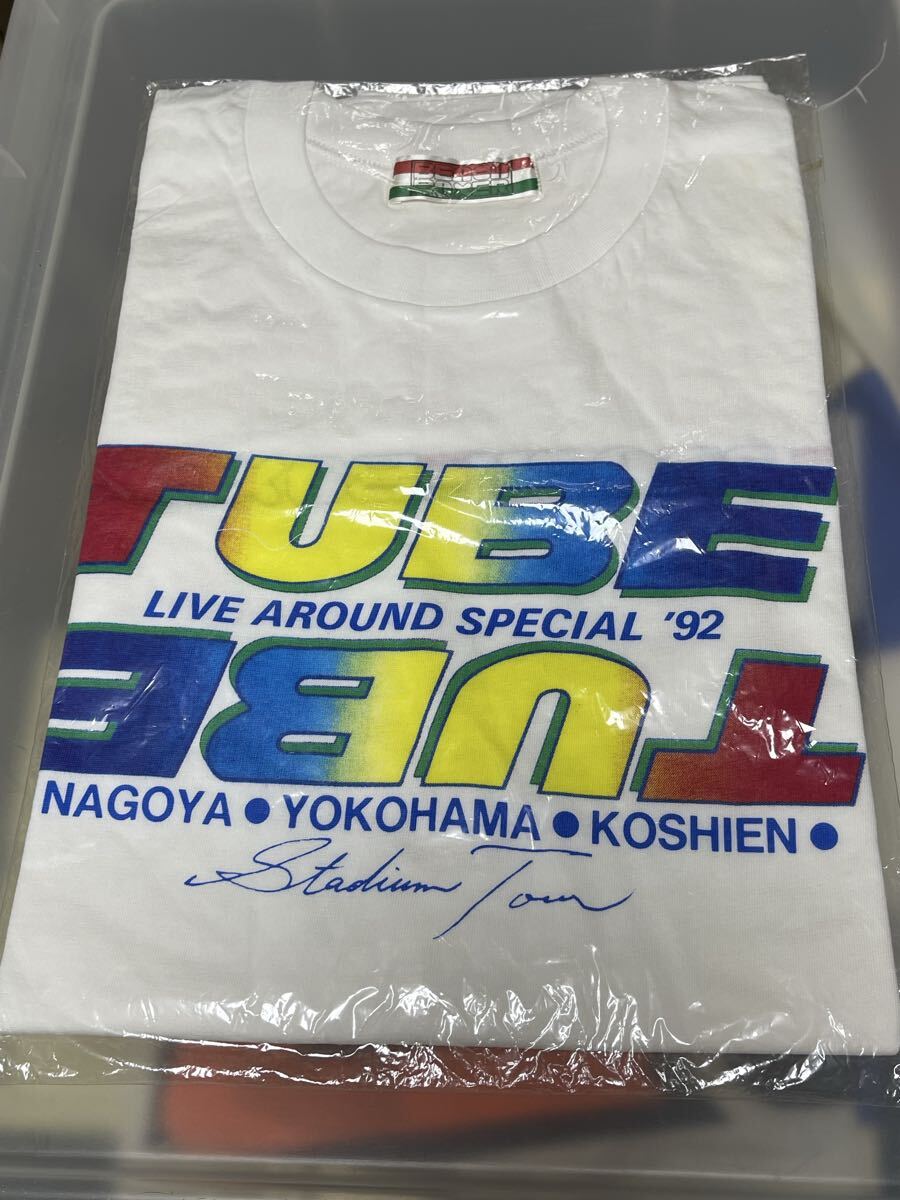 TUBE
LIVE AROUND SPECIAL '92
TUBE
NAGOYA ● YOKOHAMA ● KOSHIEN ●
Stadium Tour